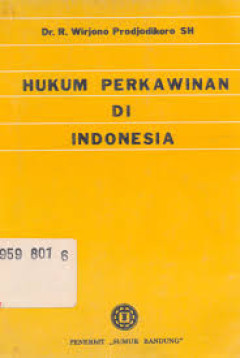 Dr. R. Wirjono Prodjodikoro SH
HUKUM PERKAWINAN
DI
INDONESIA
959 801 6
PENERBIT „SUMUR BANDUNG"